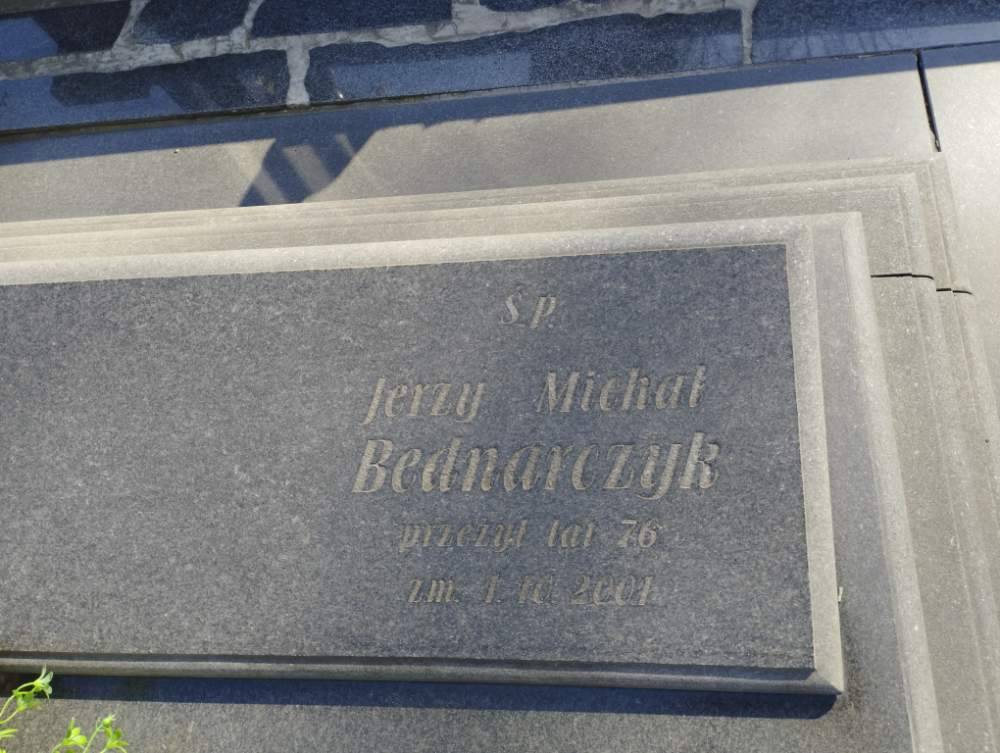 Ś.p.
Jerzy Michał
Bednarczyk
przeżył lat 76
zm. 1.10.2001